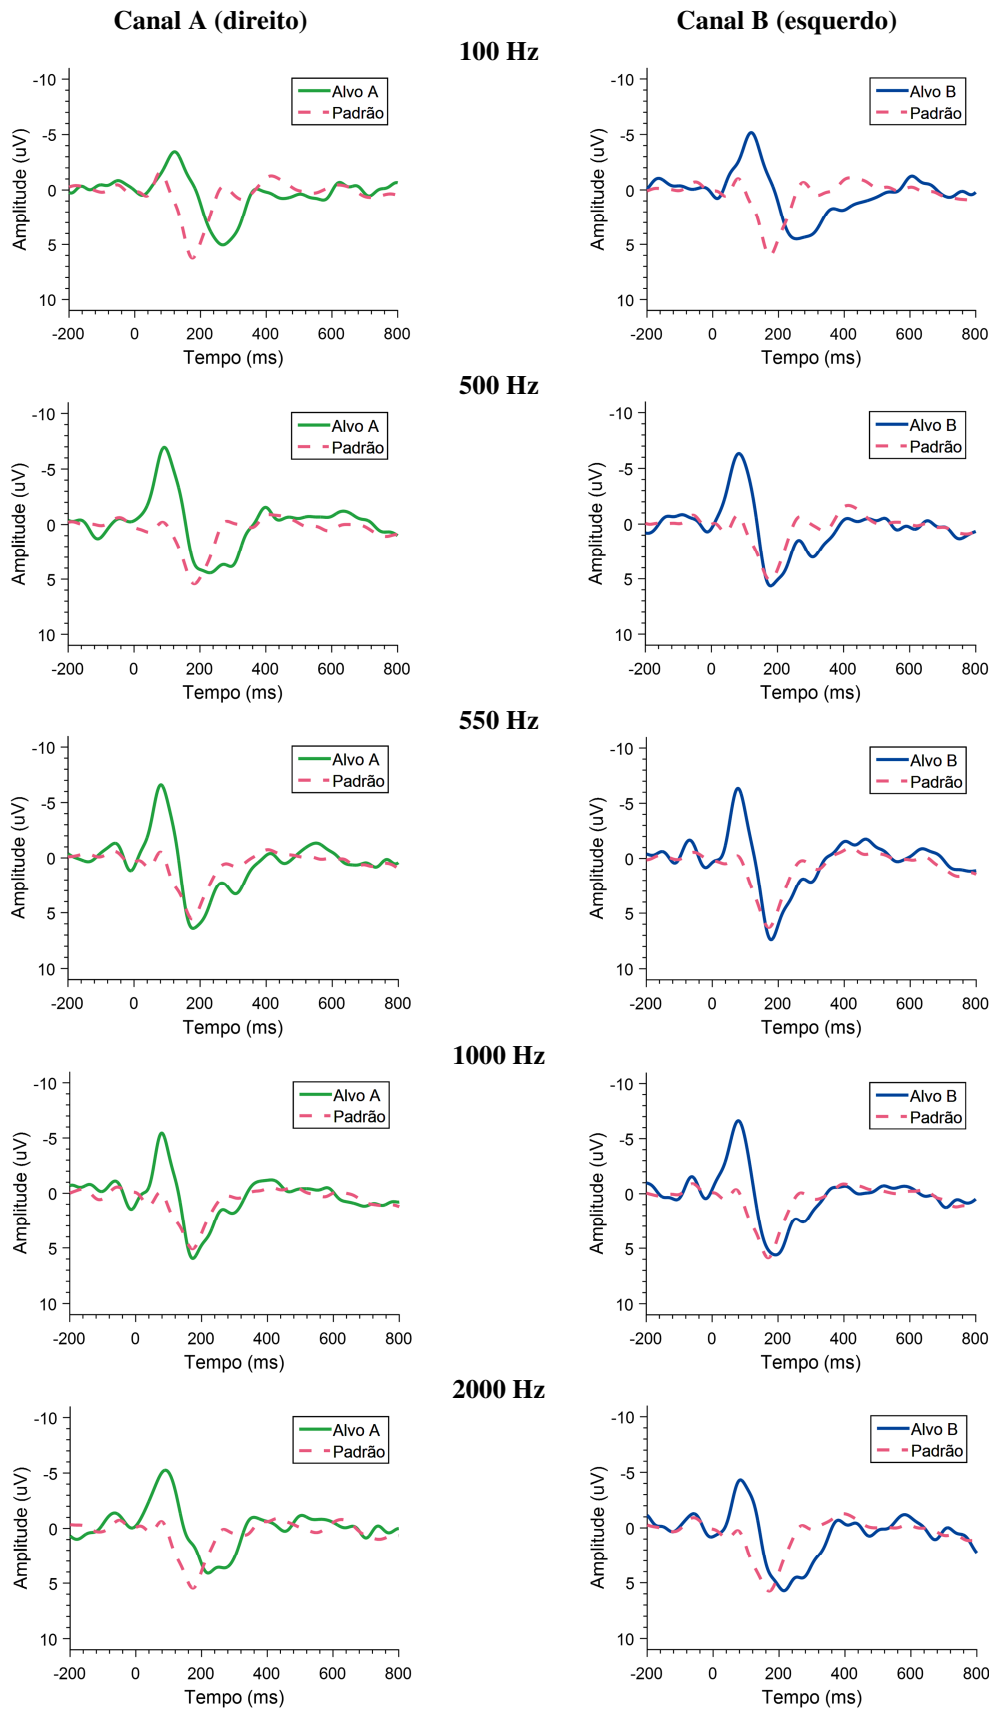 Canal A (direito) Canal B (esquerdo)
100 Hz
Alvo A
Padrão
-10
-5
0
5
10
Amplitude (uV)
-200 0 200 400 600 800
Tempo (ms)
Alvo B
Padrão
-10
-5
0
5
10
Amplitude (uV)
-200 0 200 400 600 800
Tempo (ms)
500 Hz
Alvo A
Padrão
-10
-5
0
5
10
Amplitude (uV)
-200 0 200 400 600 800
Tempo (ms)
Alvo B
Padrão
-10
-5
0
5
10
Amplitude (uV)
-200 0 200 400 600 800
Tempo (ms)
550 Hz
Alvo A
Padrão
-10
-5
0
5
10
Amplitude (uV)
-200 0 200 400 600 800
Tempo (ms)
Alvo B
Padrão
-10
-5
0
5
10
Amplitude (uV)
-200 0 200 400 600 800
Tempo (ms)
1000 Hz
Alvo A
Padrão
-10
-5
0
5
10
Amplitude (uV)
-200 0 200 400 600 800
Tempo (ms)
Alvo B
Padrão
-10
-5
0
5
10
Amplitude (uV)
-200 0 200 400 600 800
Tempo (ms)
2000 Hz
Alvo A
Padrão
-10
-5
0
5
10
Amplitude (uV)
-200 0 200 400 600 800
Tempo (ms)
Alvo B
Padrão
-10
-5
0
5
10
Amplitude (uV)
-200 0 200 400 600 800
Tempo (ms)